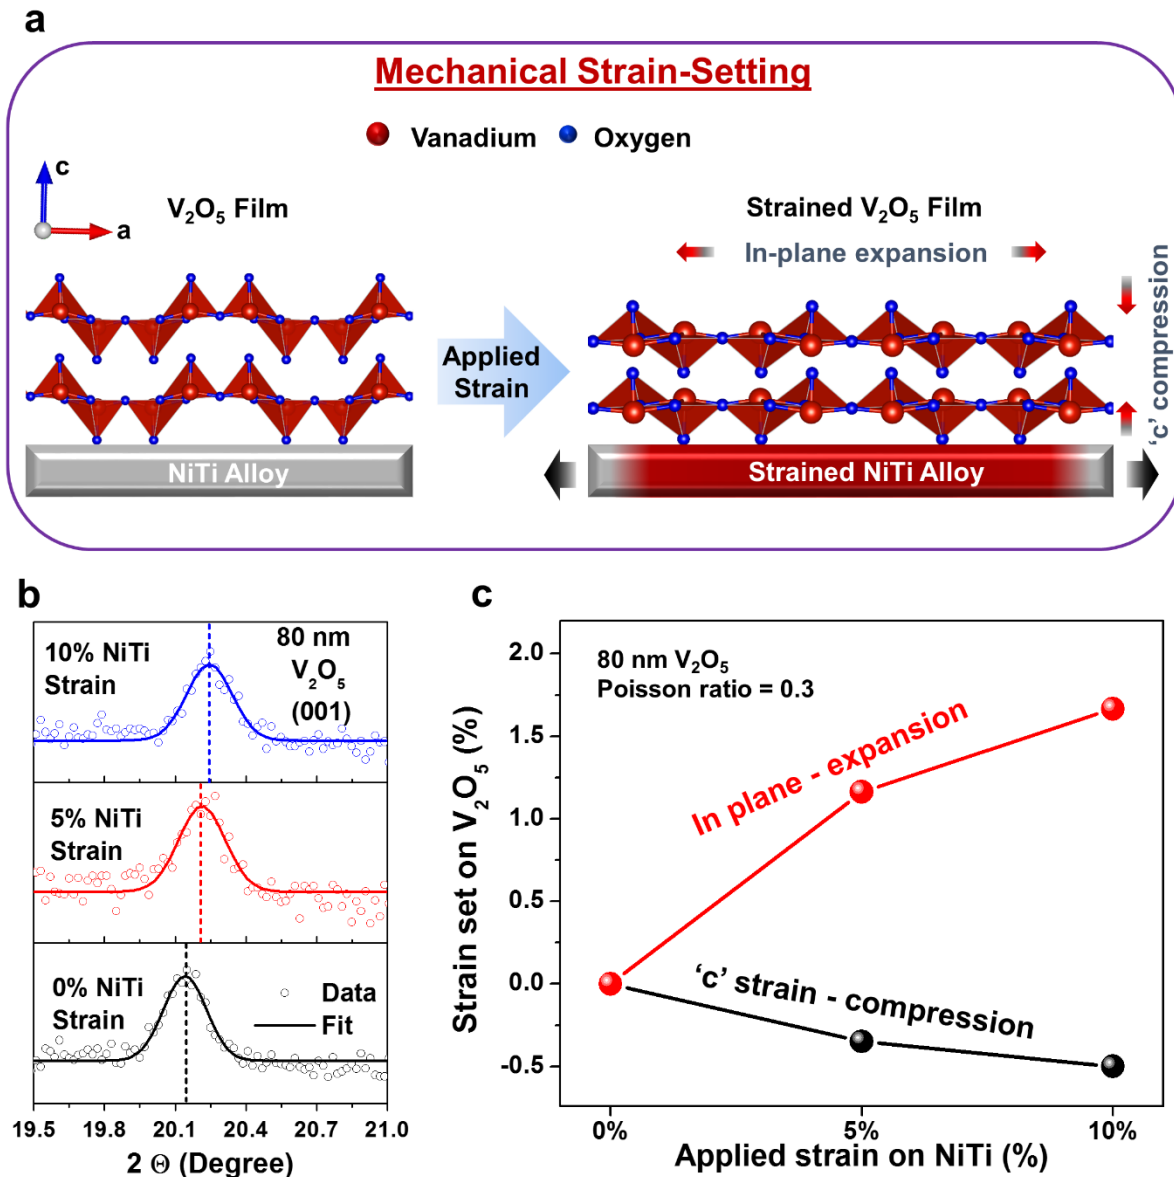 a
Mechanical Strain-Setting
Vanadium Oxygen
c
a
V₂O₅ Film
Strained V₂O₅ Film
In-plane expansion
'c' compression
Applied
Strain
NiTi Alloy
Strained NiTi Alloy
b
10% NiTi
Strain
80 nm
V₂O₅
(001)
5% NiTi
Strain
0% NiTi
Strain
Data
Fit
19.5 19.8 20.1 20.4 20.7 21.0
2 Θ (Degree)
c
Strain set on V₂O₅ (%)
2.0
1.5
1.0
0.5
0.0
-0.5
80 nm V₂O₅
Poisson ratio = 0.3
In plane - expansion
'c' strain - compression
0% 5% 10%
Applied strain on NiTi (%)